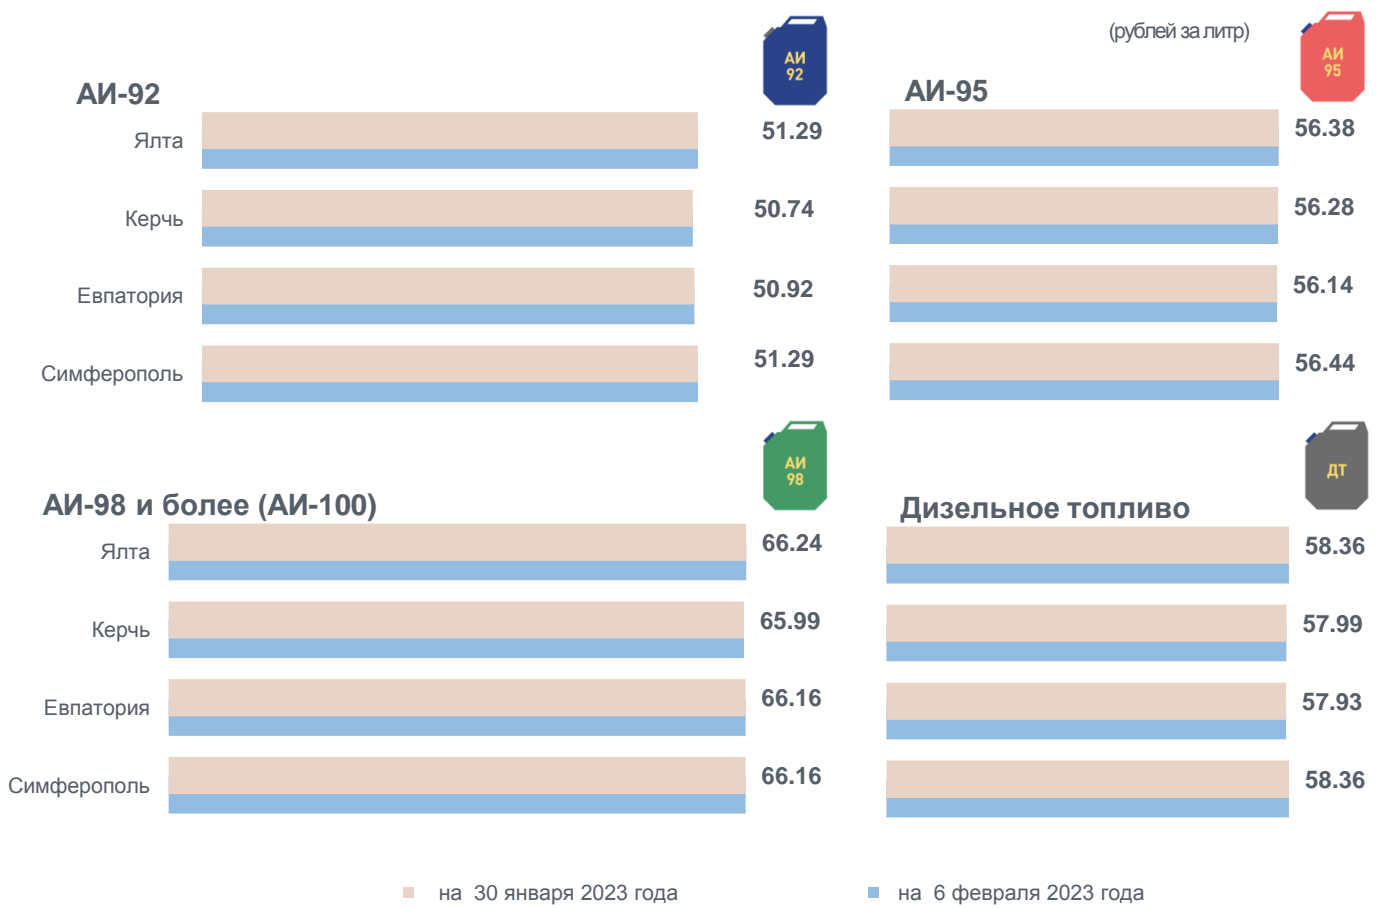 (рублей за литр)
АИ
92
АИ
95
АИ-92
АИ-95
Ялта
51.29
56.38
Керчь
50.74
56.28
Евпатория
50.92
56.14
Симферополь
51.29
56.44
АИ
98
ДТ
АИ-98 и более (АИ-100)
Дизельное топливо
Ялта
66.24
58.36
Керчь
65.99
57.99
Евпатория
66.16
57.93
Симферополь
66.16
58.36
на 30 января 2023 года
на 6 февраля 2023 года